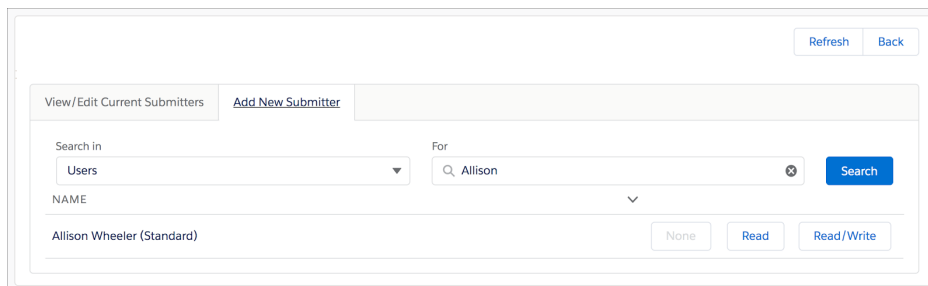 Refresh Back
View/Edit Current Submitters Add New Submitter
Search in For
Users Allison Search
NAME
Allison Wheeler (Standard) None Read Read/Write